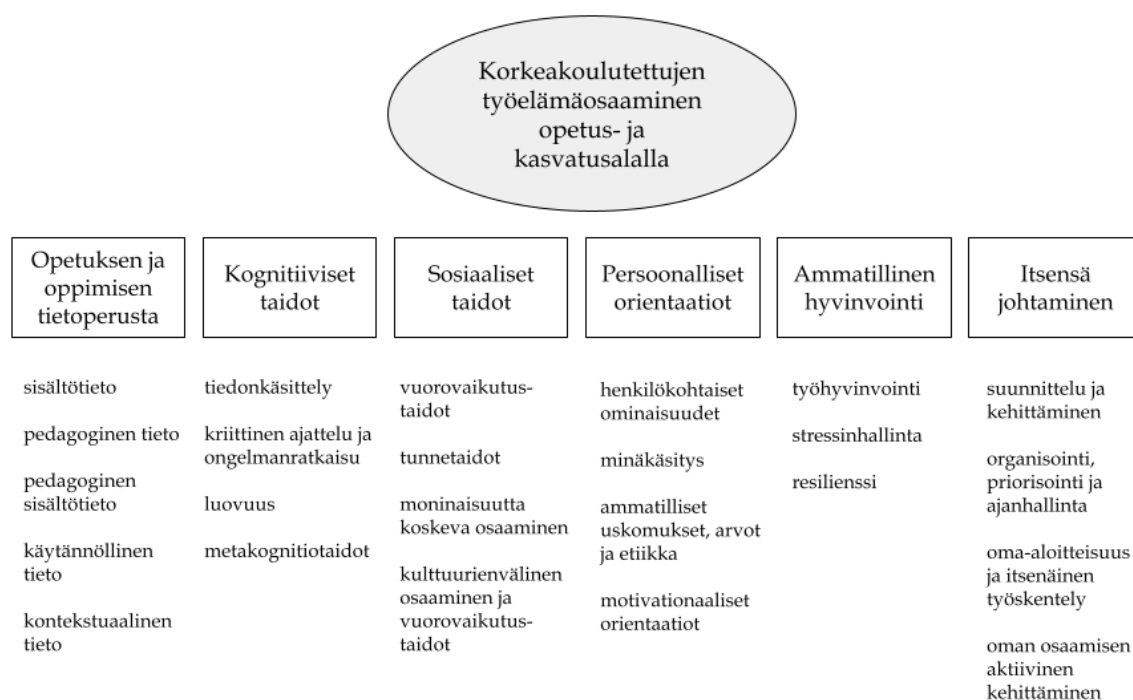 Korkeakoulutettujen
työelämäosaaminen
opetus- ja
kasvatusalalla
Opetuksen ja
oppimisen
tietoperusta
sisältötieto
pedagoginen tieto
pedagoginen
sisältötieto
käytännöllinen
tieto
kontekstuaalinen
tieto
Kognitiiviset
taidot
tiedonkäsittely
kriittinen ajattelu ja
ongelmanratkaisu
luovuus
metakognitiotaidot
Sosiaaliset
taidot
vuorovaikutus-
taidot
tunnetaidot
moninaisuutta
koskeva osaaminen
kulttuurienvälinen
osaaminen ja
vuorovaikutus-
taidot
Persoonalliset
orientaatiot
henkilökohtaiset
ominaisuudet
minäkäsitys
ammatilliset
uskomukset, arvot
ja etiikka
motivationaaliset
orientaatiot
Ammatillinen
hyvinvointi
työhyvinvointi
stressinhallinta
resilienssi
Itsensä
johtaminen
suunnittelu ja
kehittäminen
organisointi,
priorisointi ja
ajanhallinta
oma-aloitteisuus
ja itsenäinen
työskentely
oman osaamisen
aktiivinen
kehittäminen